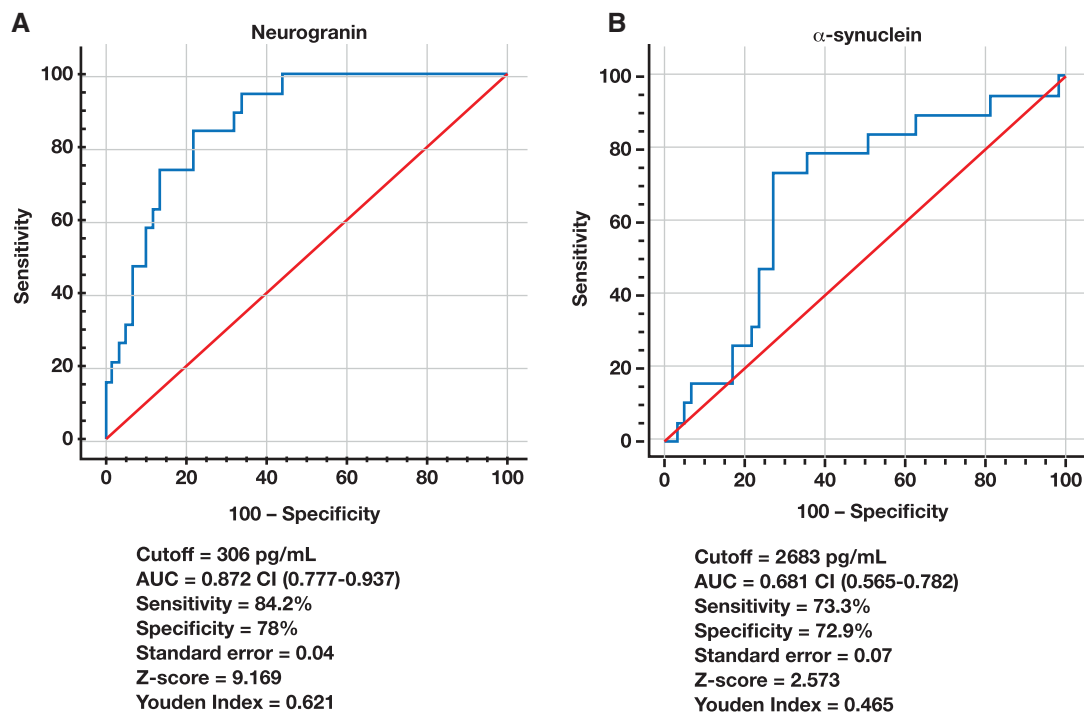 A
Neurogranin
Sensitivity
100
80
60
40
20
0
0 20 40 60 80 100
100 – Specificity
Cutoff = 306 pg/mL
AUC = 0.872 CI (0.777-0.937)
Sensitivity = 84.2%
Specificity = 78%
Standard error = 0.04
Z-score = 9.169
Youden Index = 0.621
B
α-synuclein
Sensitivity
100
80
60
40
20
0
0 20 40 60 80 100
100 – Specificity
Cutoff = 2683 pg/mL
AUC = 0.681 CI (0.565-0.782)
Sensitivity = 73.3%
Specificity = 72.9%
Standard error = 0.07
Z-score = 2.573
Youden Index = 0.465